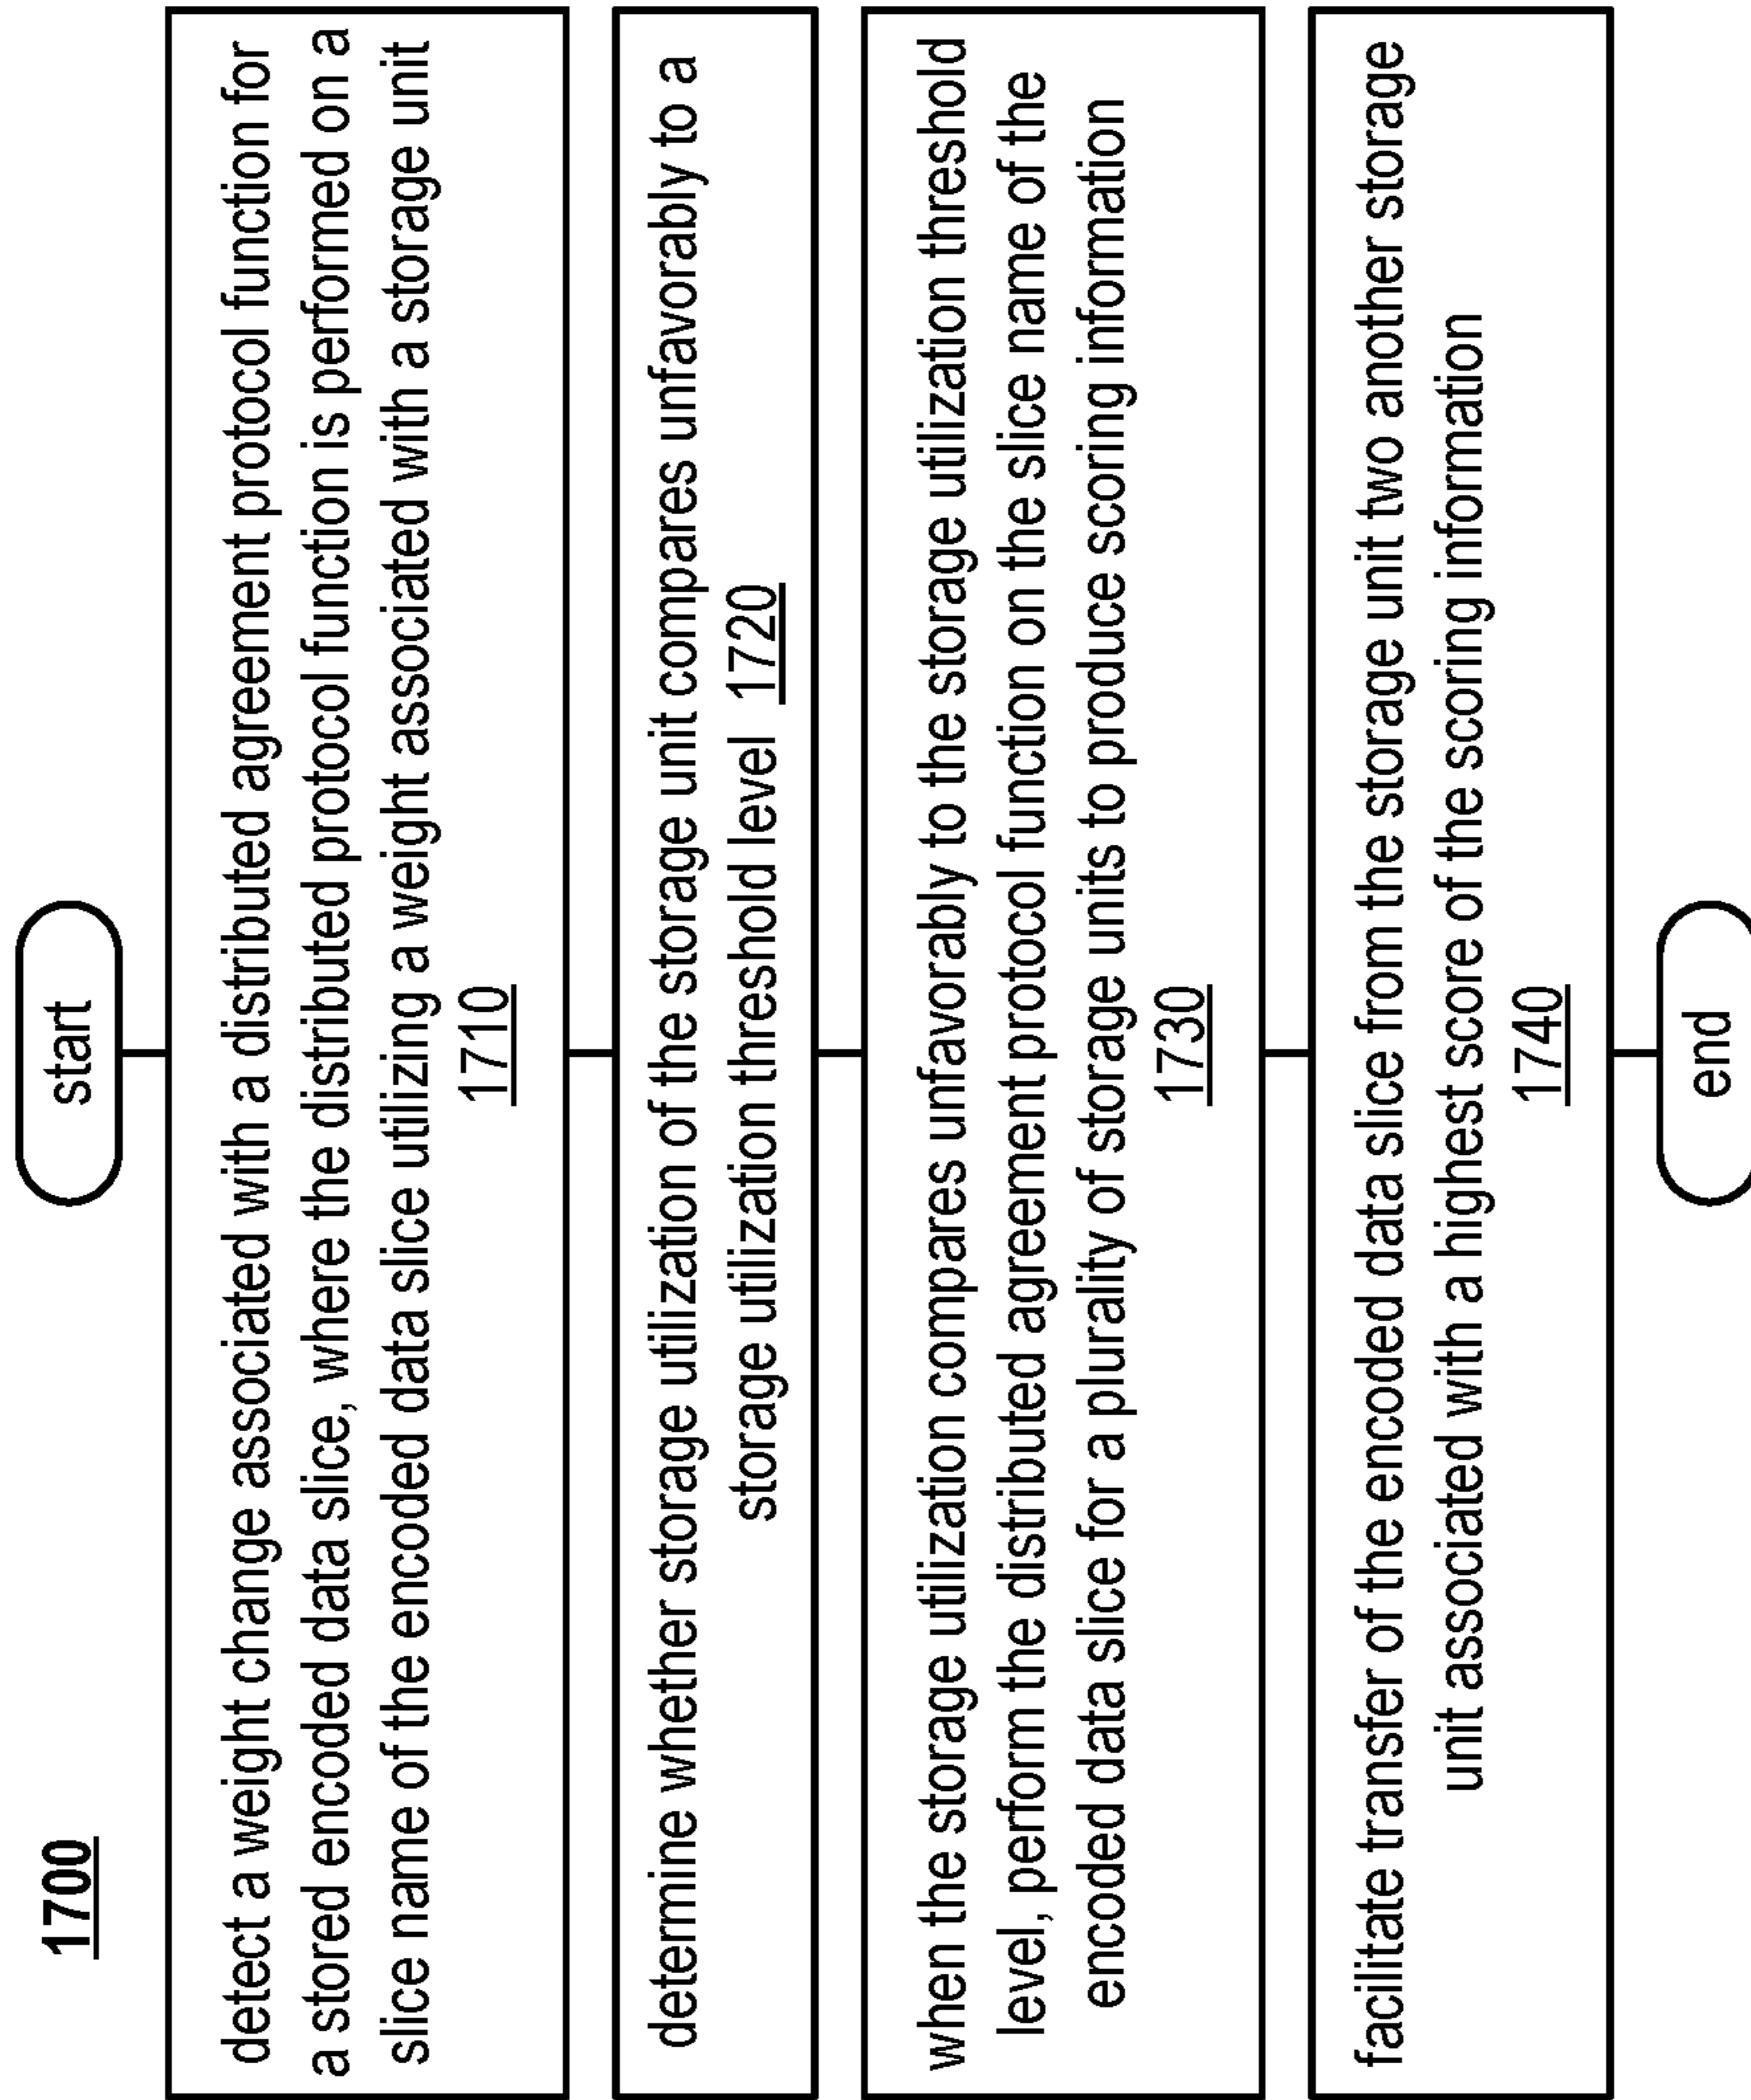 1700
start
detect a weight change associated with a distributed agreement protocol function for
a stored encoded data slice, where the distributed protocol function is performed on a
slice name of the encoded data slice utilizing a weight associated with a storage unit
1710
determine whether storage utilization of the storage unit compares unfavorably to a
storage utilization threshold level 1720
when the storage utilization compares unfavorably to the storage utilization threshold
level, perform the distributed agreement protocol function on the slice name of the
encoded data slice for a plurality of storage units to produce scoring information
1730
facilitate transfer of the encoded data slice from the storage unit two another storage
unit associated with a highest score of the scoring information
1740
end